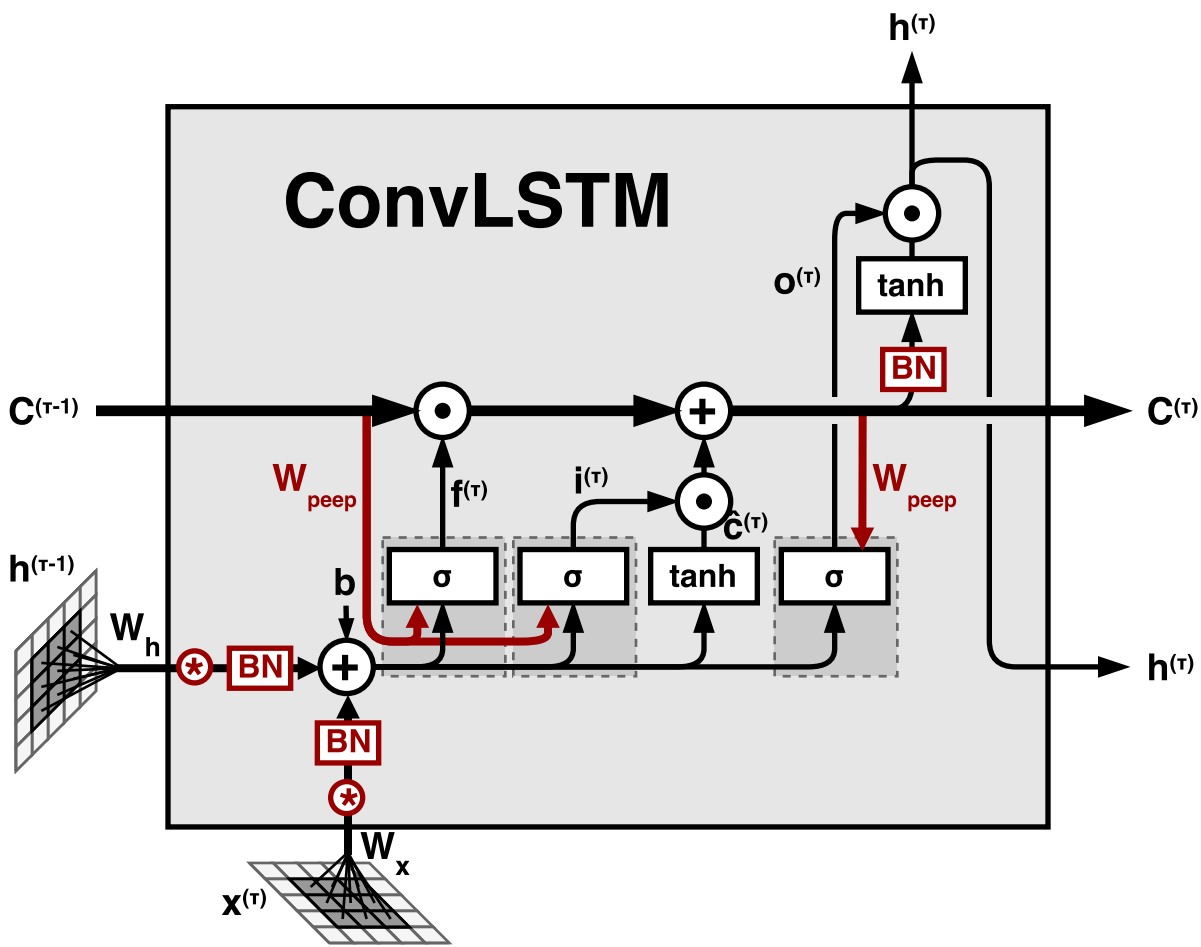 h(τ)
ConvLSTM
o(τ)
tanh
BN
C(τ-1)
C(τ)
W peep
f(τ)
i(τ)
ĉ(τ)
W peep
h(τ-1)
b
σ
σ
tanh
σ
W h
*
BN
+
+
h(τ)
BN
*
W x
x(τ)